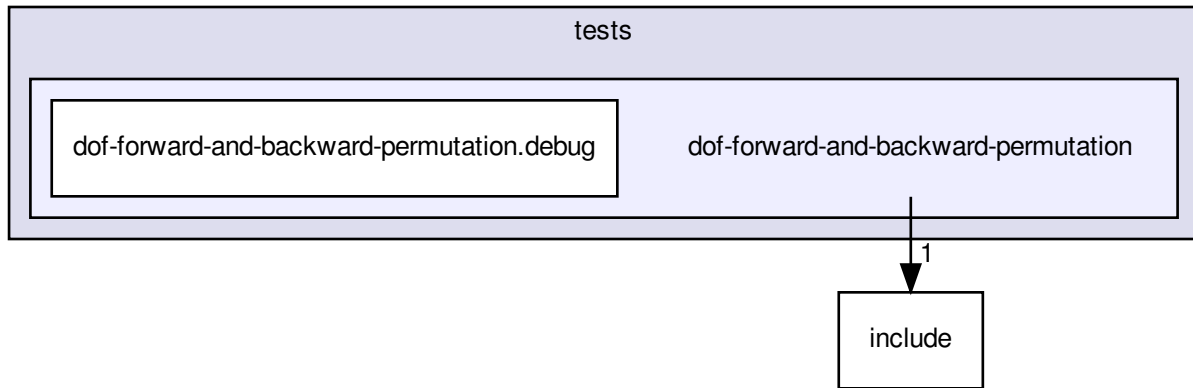 tests
dof-forward-and-backward-permutation.debug
dof-forward-and-backward-permutation
1
include